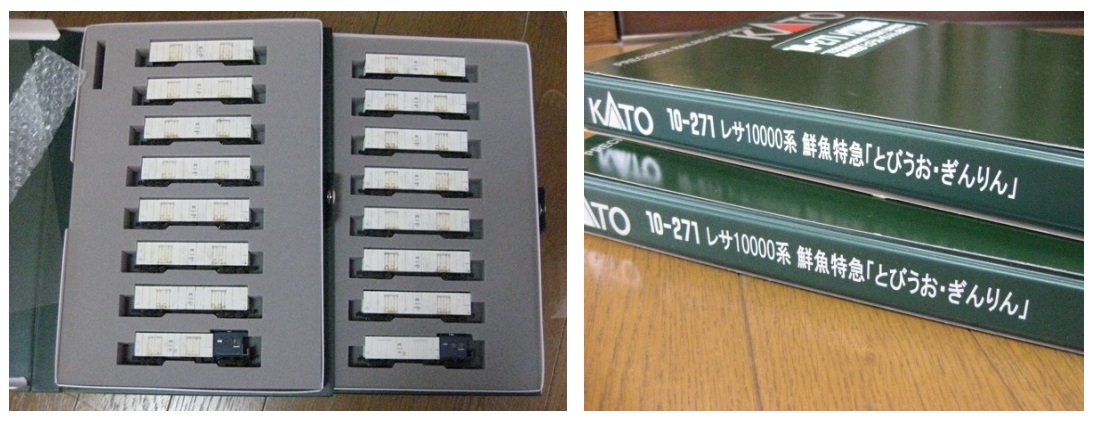 KATO
KATO 10-271 レサ10000系 鮮魚特急「とびうお・ぎんりん」
ATO 10-271 レサ10000系 鮮魚特急「とびうお・ぎんりん」